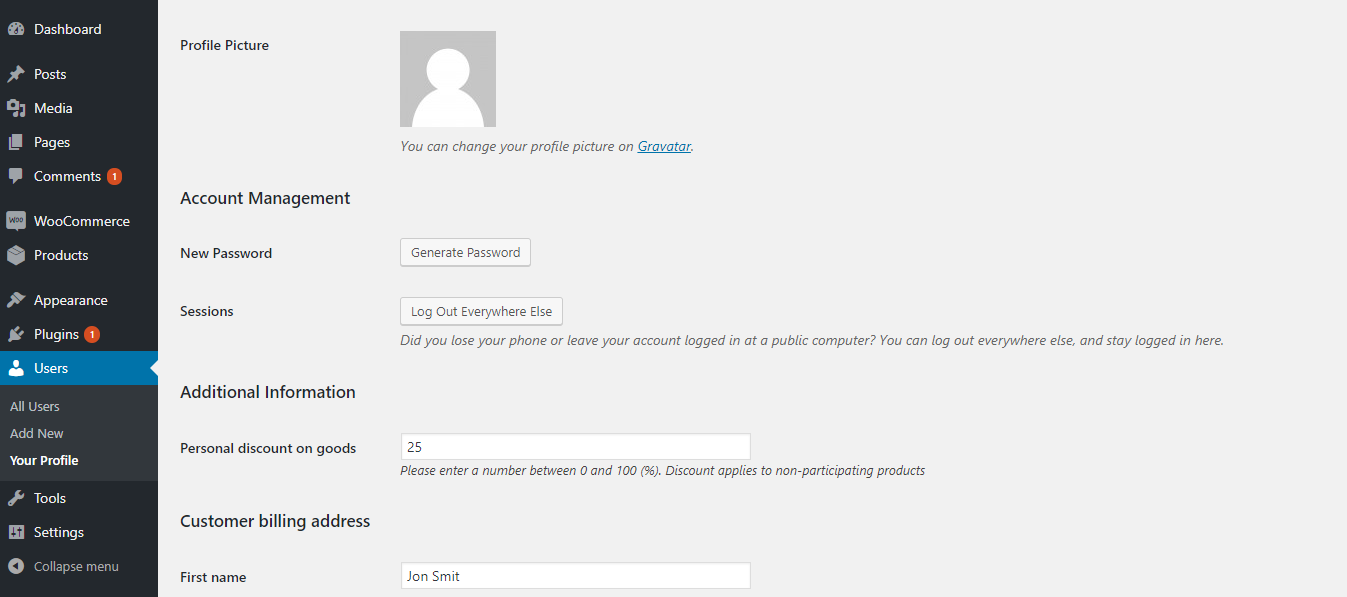 Dashboard
Posts
Media
Pages
Comments 1
WooCommerce
Products
Appearance
Plugins 1
Users
All Users
Add New
Your Profile
Tools
Settings
Collapse menu
Profile Picture
You can change your profile picture on Gravatar.
Account Management
New Password
Generate Password
Sessions
Log Out Everywhere Else
Did you lose your phone or leave your account logged in at a public computer? You can log out everywhere else, and stay logged in here.
Additional Information
Personal discount on goods
25
Please enter a number between 0 and 100 (%). Discount applies to non-participating products
Customer billing address
First name
Jon Smit